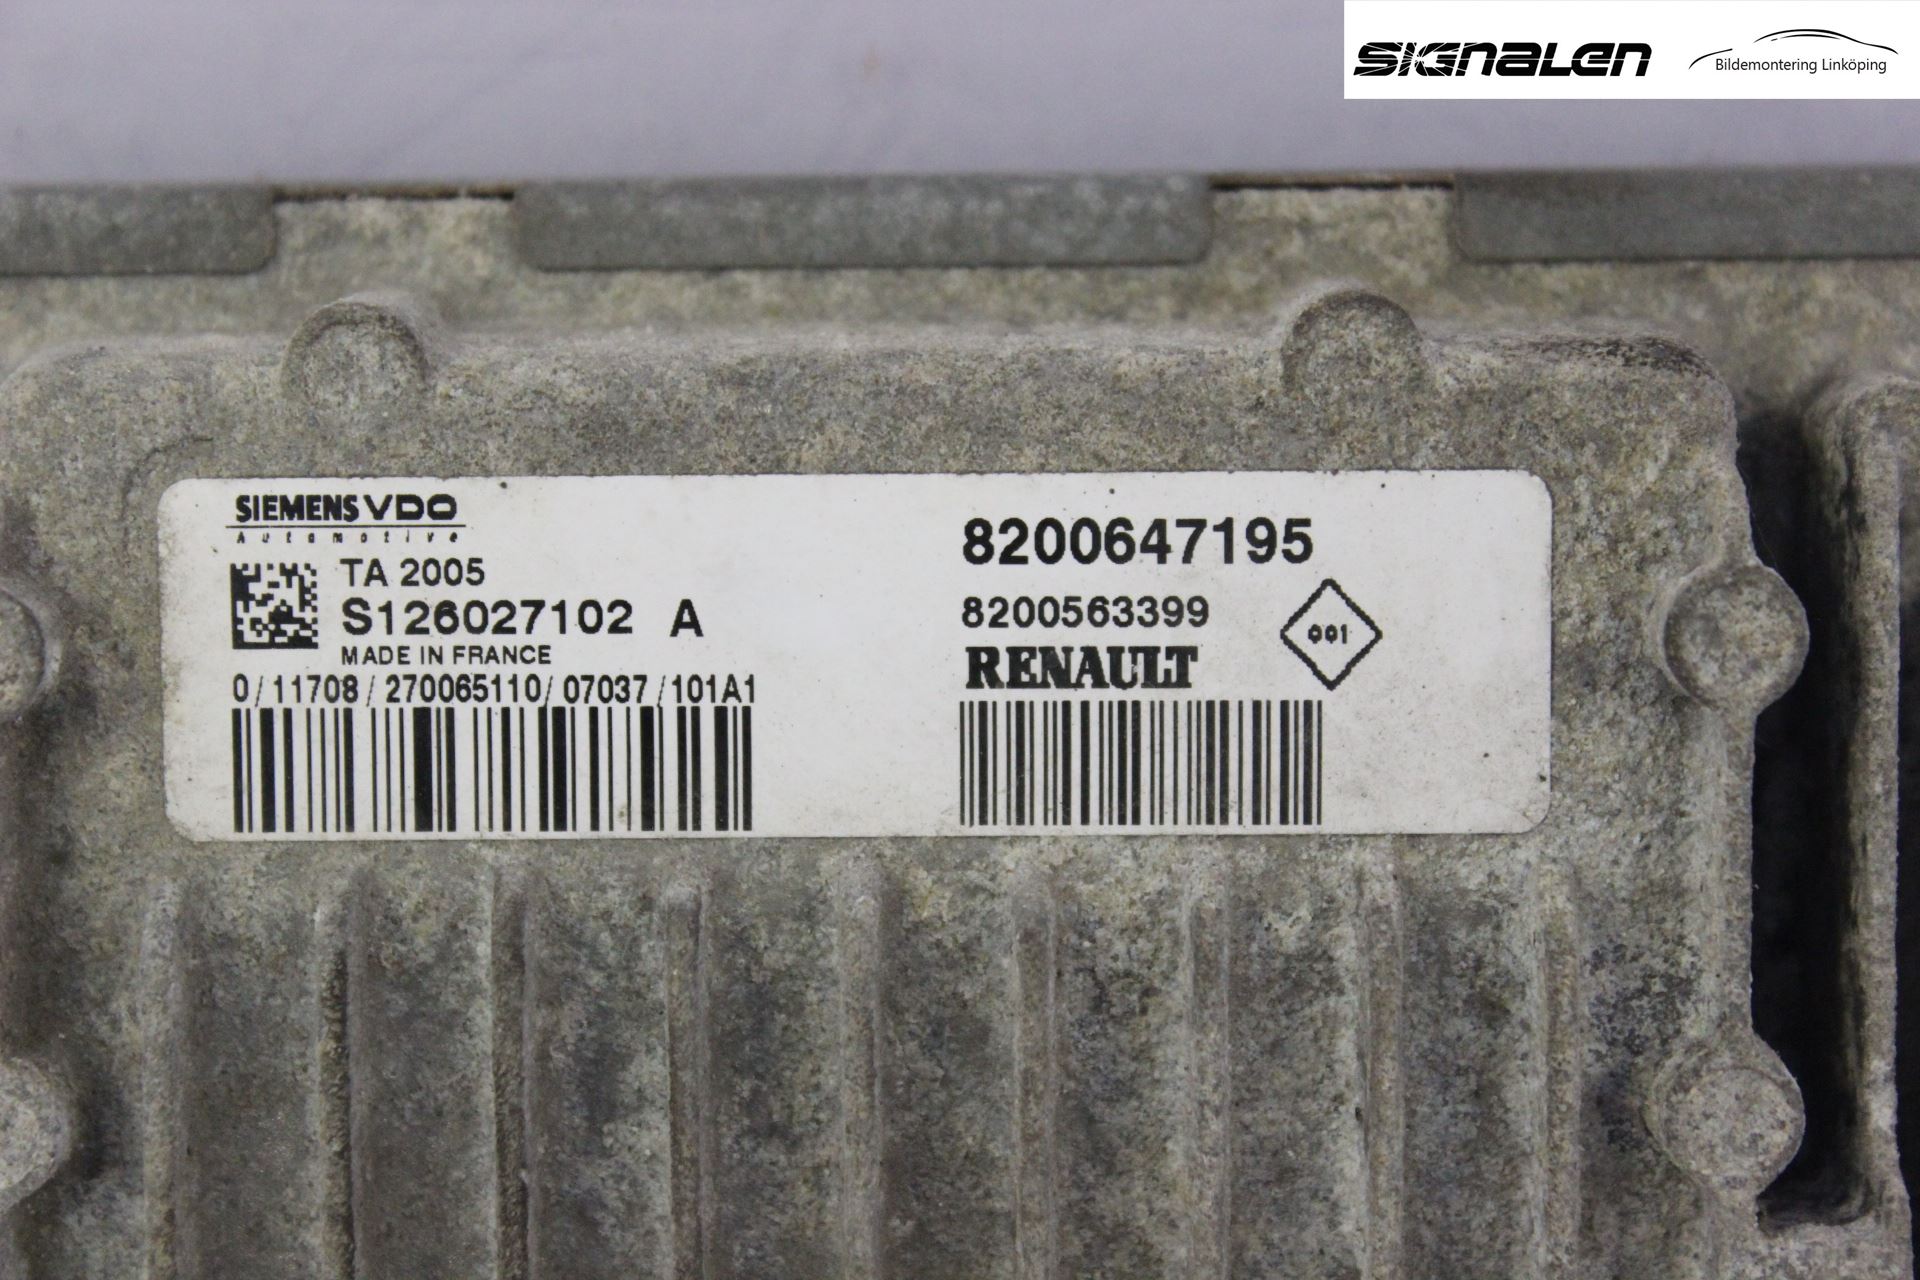 SIGNALEN
Bildemontering Linköping
SIEMENS VDO
Automotive
TA 2005
S126027102 A
MADE IN FRANCE
0/11708/270065110/07037/101A1
8200647195
8200563399
001
RENAULT